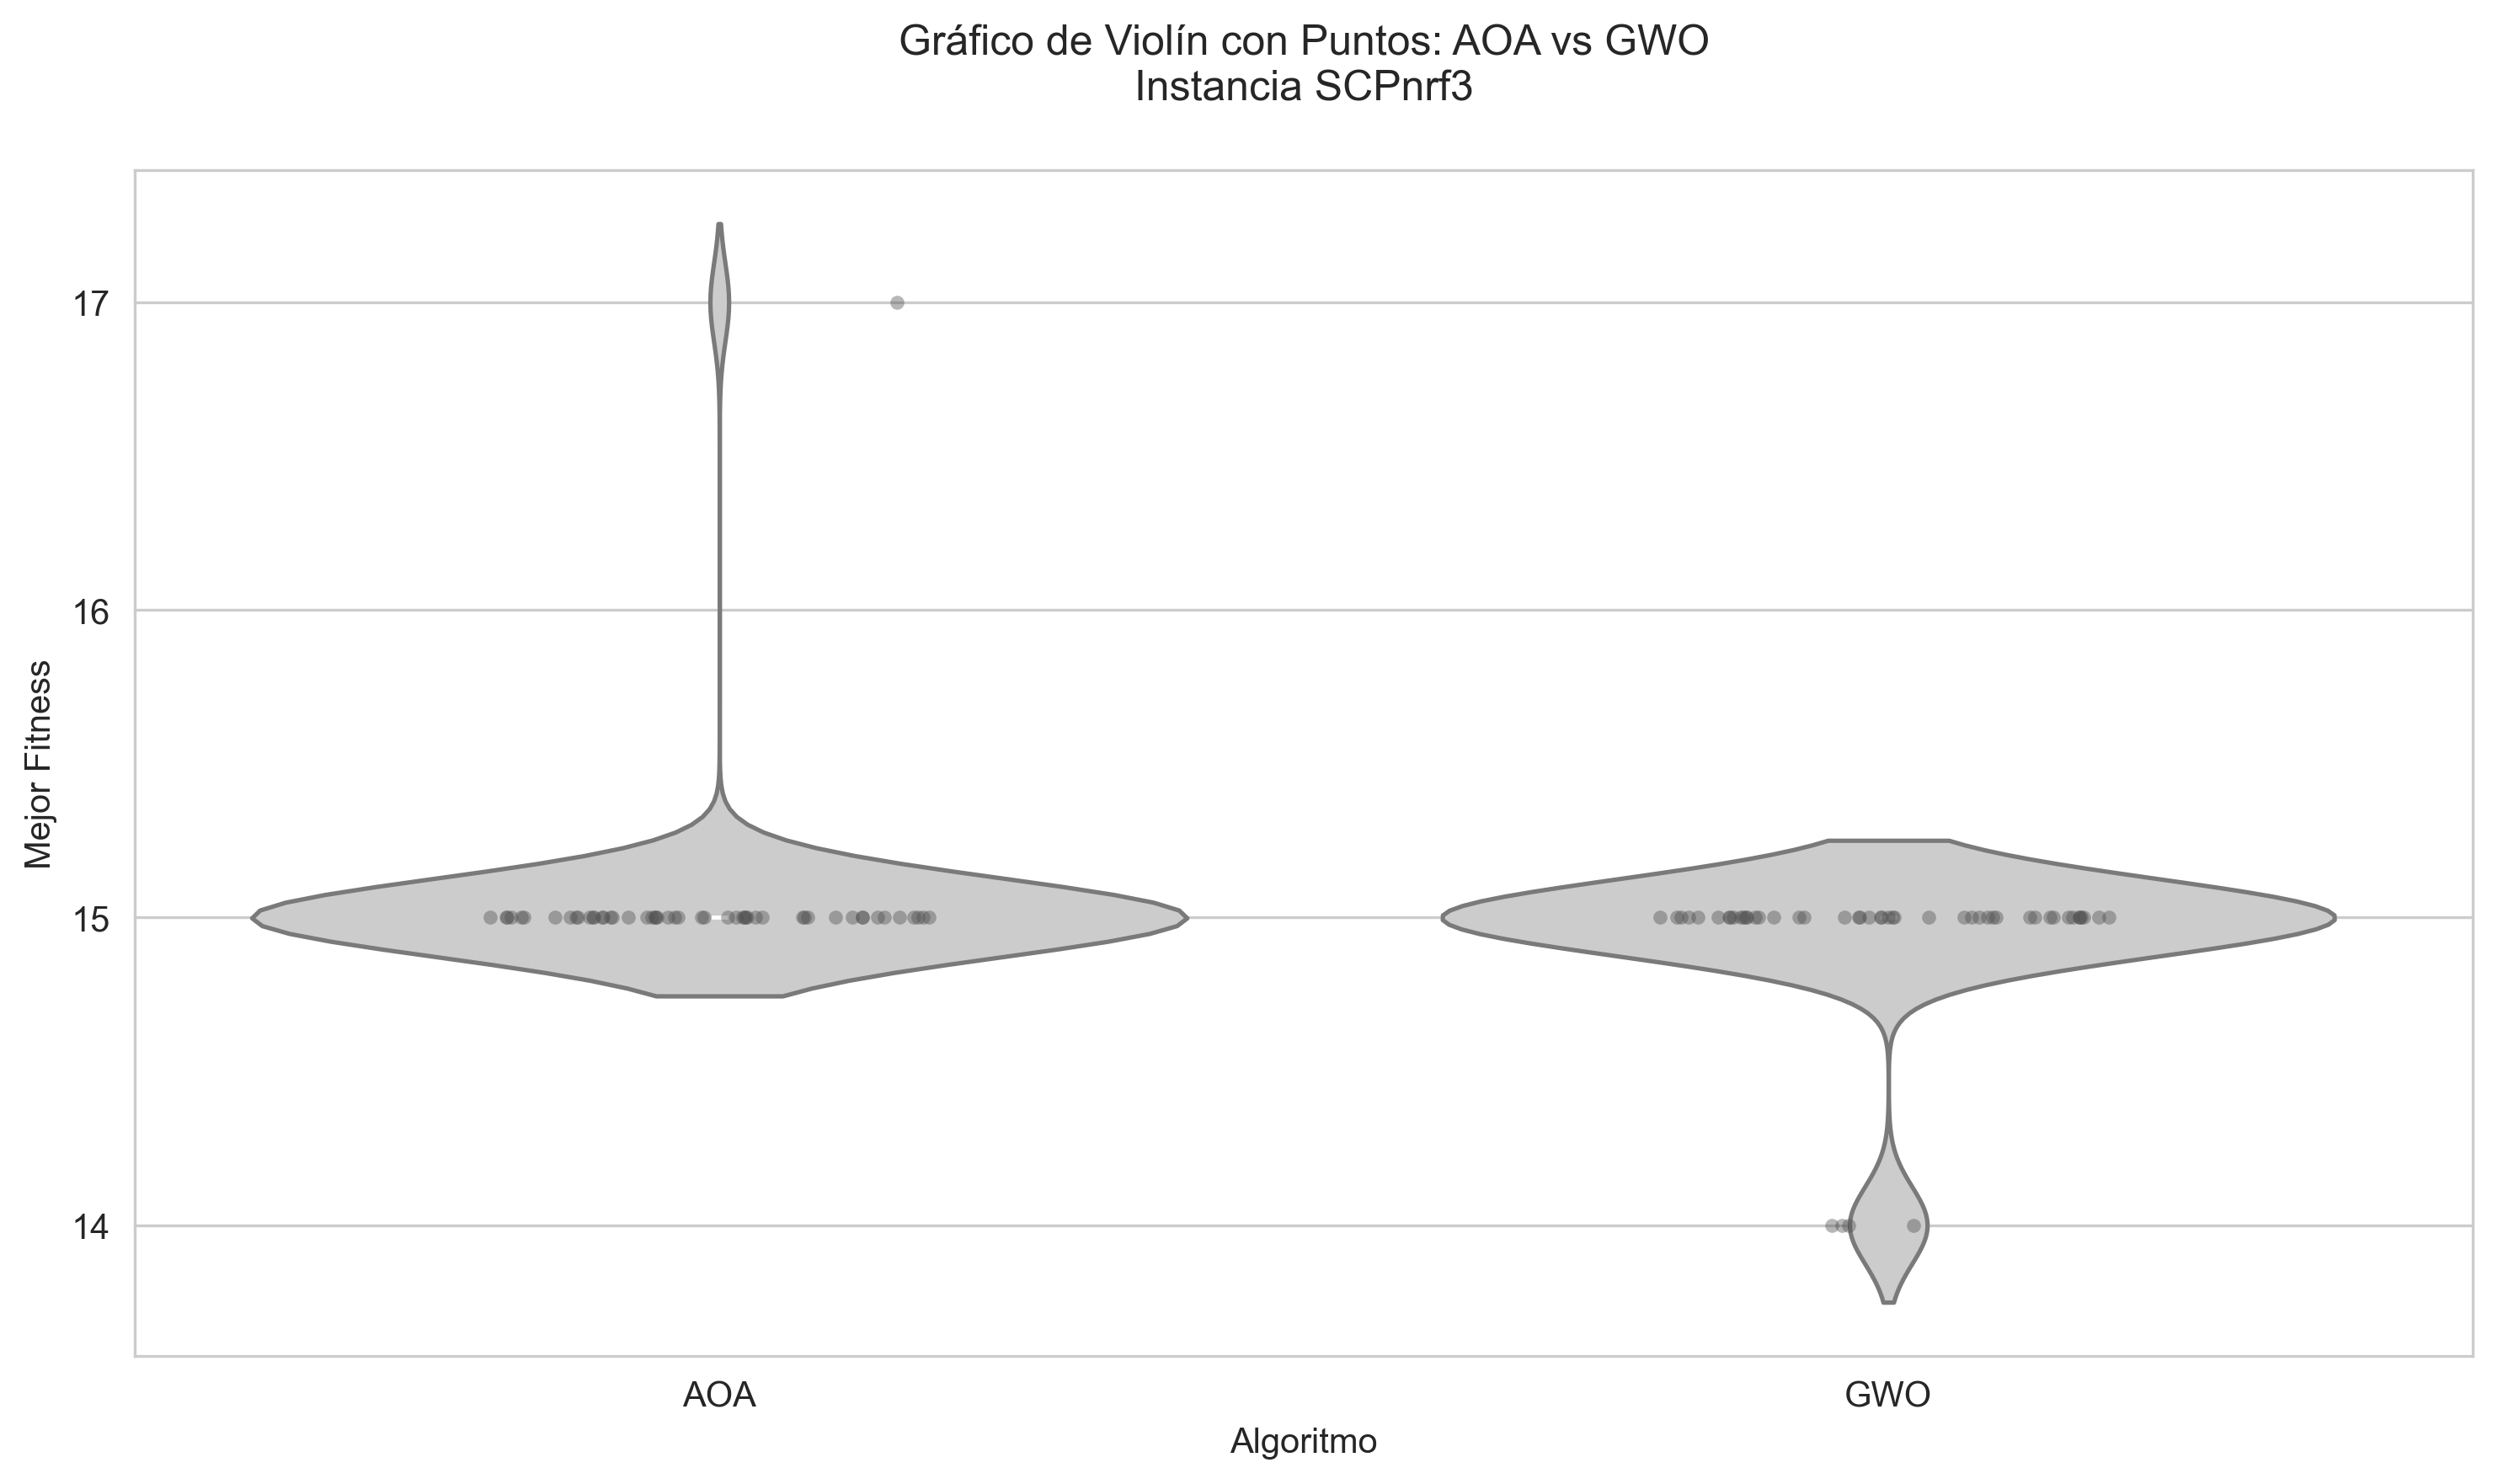 Gráfico de Violín con Puntos: AOA vs GWO
Instancia SCPnrf3
Mejor Fitness
17
16
15
14
AOA
GWO
Algoritmo